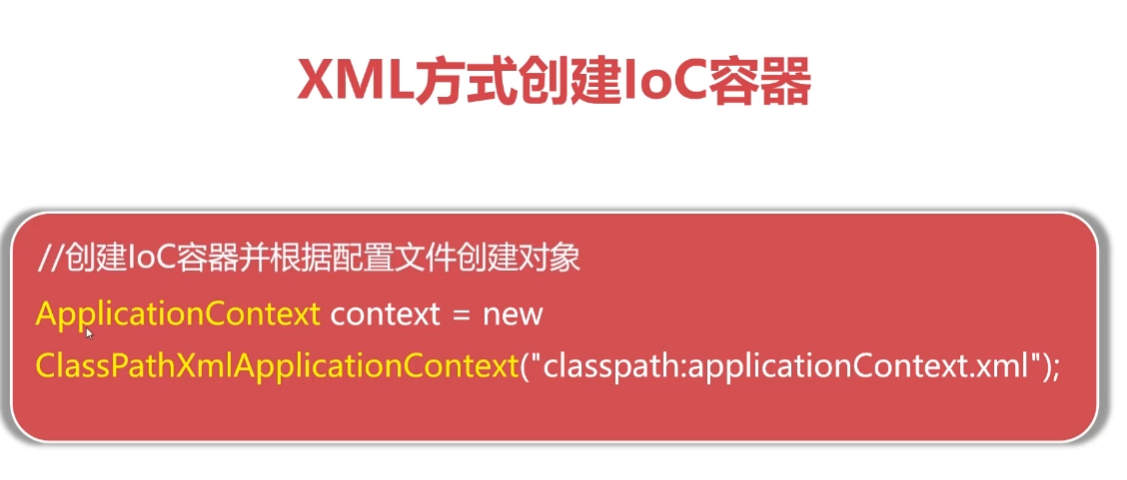 XML方式创建IoC容器
//创建IoC容器并根据配置文件创建对象
ApplicationContext context = new
ClassPathXmlApplicationContext("classpath:applicationContext.xml");